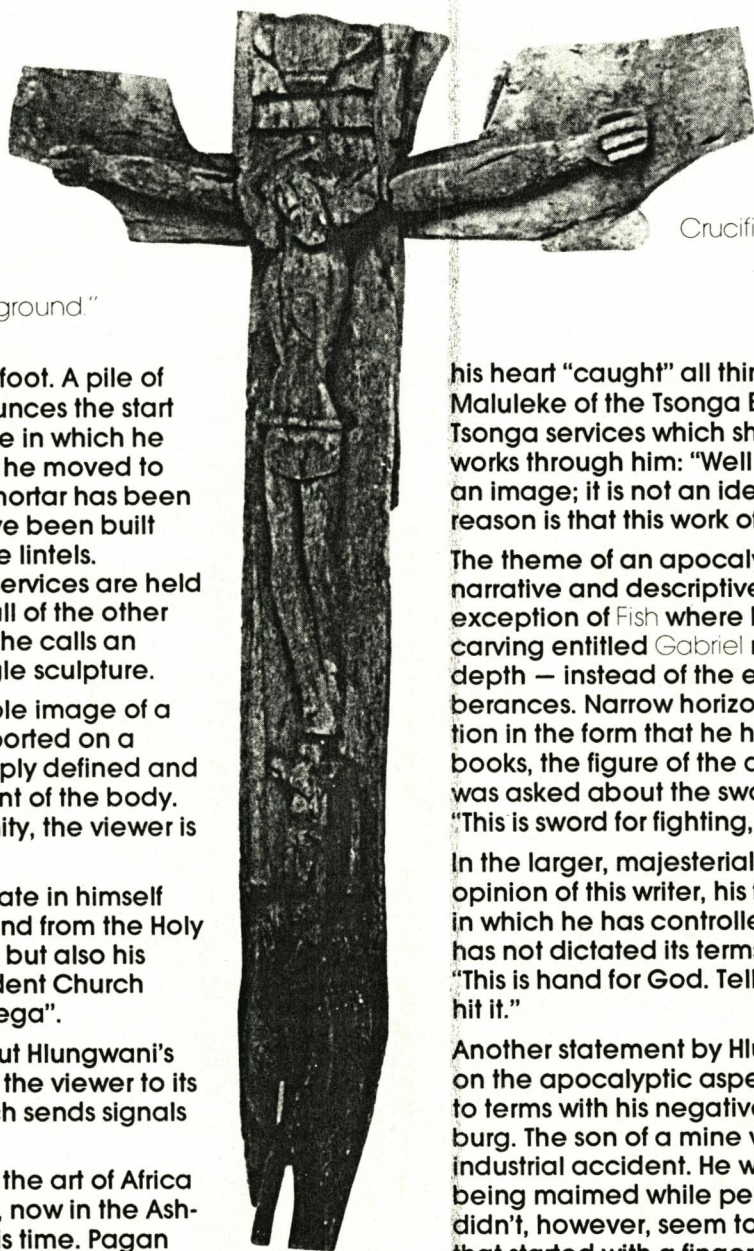 ground."
foot. A pile of
unces the start
e in which he
he moved to
nortar has been
ve been built
e lintels.
ervices are held
all of the other
he calls an
gle sculpture.
ole image of a
ported on a
ply defined and
nt of the body.
nity, the viewer is
ate in himself
nd from the Holy
but also his
dent Church
ega".
ut Hlungwani's
the viewer to its
ch sends signals
the art of Africa
, now in the Ash-
is time. Pagan
Crucifi
his heart "caught" all thin
Maluleke of the Tsonga B
Tsonga services which sh
works through him: "Well
an image; it is not an ide
reason is that this work of
The theme of an apocaly
narrative and descriptive
exception of Fish where h
carving entitled Gabriel r
depth — instead of the e
berances. Narrow horizo
tion in the form that he h
books, the figure of the
was asked about the swo
"This is sword for fighting,
In the larger, majesterial
opinion of this writer, his
in which he has controlle
has not dictated its terms
"This is hand for God. Tell
hit it."
Another statement by Hlu
on the apocalyptic aspe
to terms with his negative
burg. The son of a mine w
industrial accident. He w
being maimed while pe
didn't, however, seem to
that started with a finger